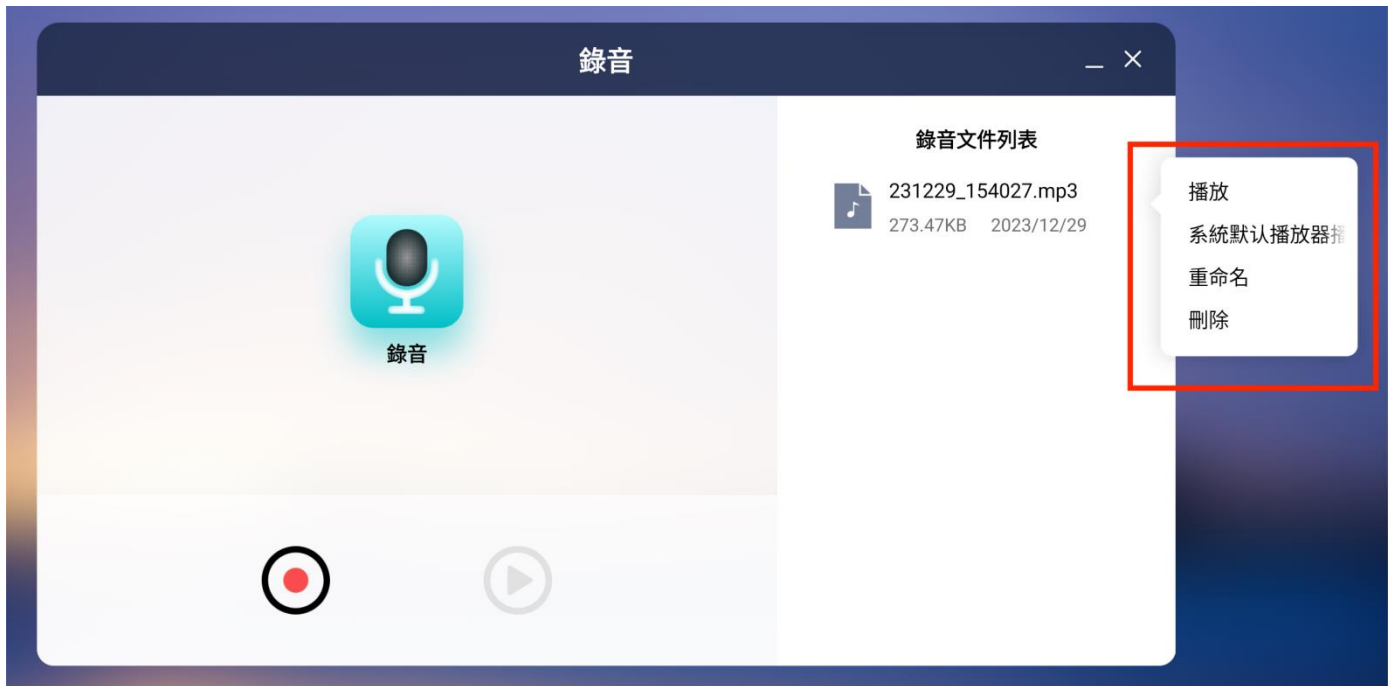 錄音
錄音
錄音文件列表
231229_154027.mp3
273.47KB 2023/12/29
播放
系統默认播放器
重命名
刪除